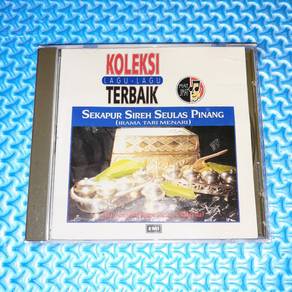 KOLEKSI
LAGU-LAGU
TERBAIK
SEKAPUR SIREH SEULAS PINANG
(IRAMA TARI MENARI)
EMI